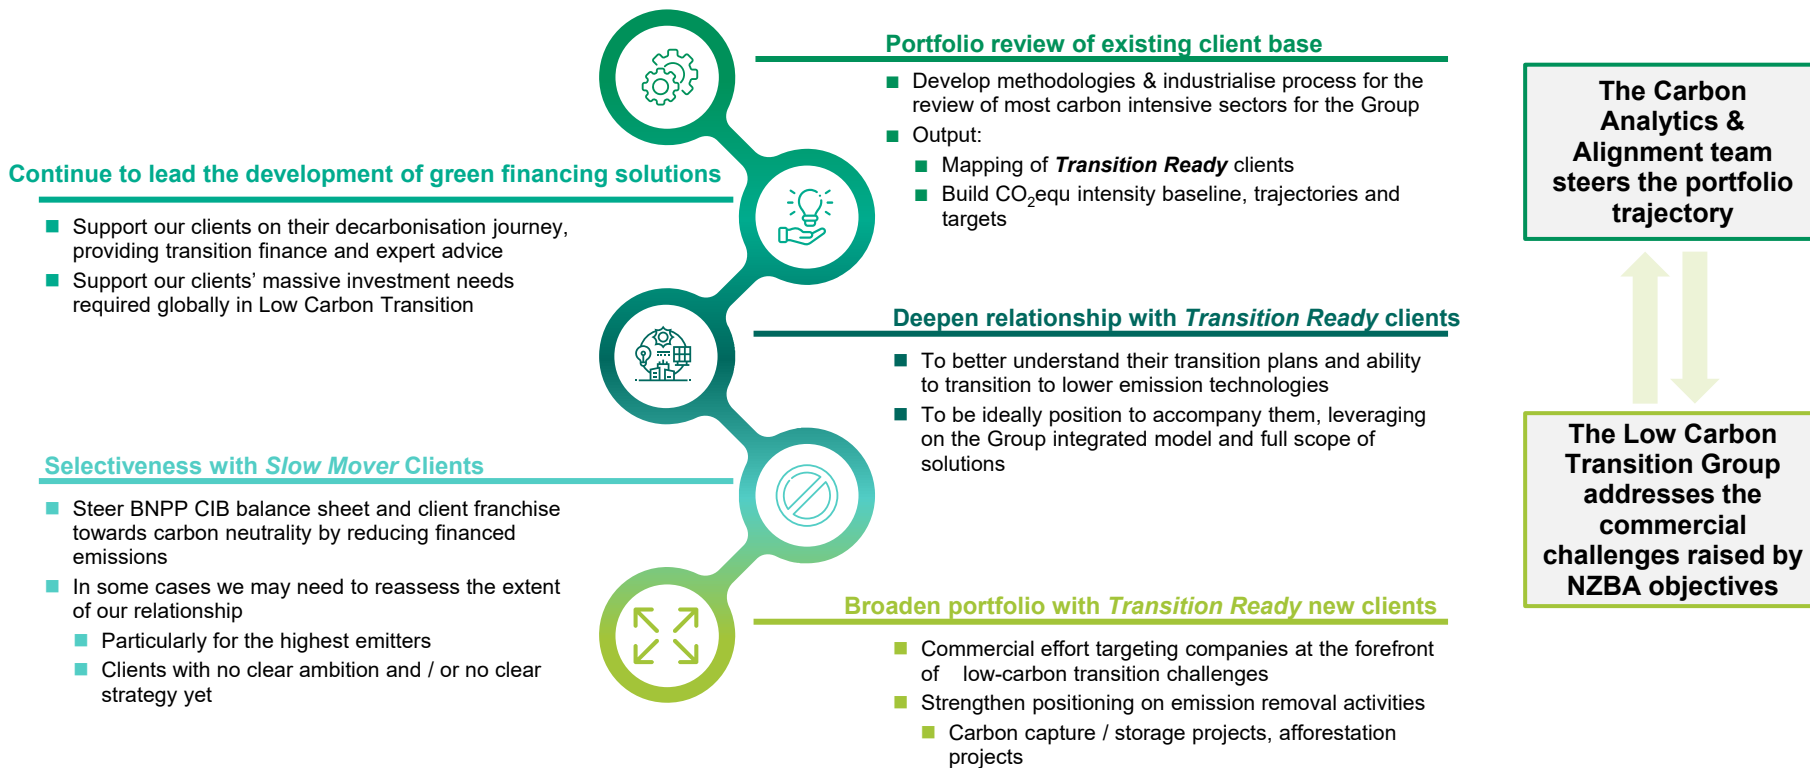 Portfolio review of existing client base
Develop methodologies & industrialise process for the
review of most carbon intensive sectors for the Group
Output:
Mapping of Transition Ready clients
Build CO₂equ intensity baseline, trajectories and
targets
Continue to lead the development of green financing solutions
Support our clients on their decarbonisation journey,
providing transition finance and expert advice
Support our clients’ massive investment needs
required globally in Low Carbon Transition
Deepen relationship with Transition Ready clients
To better understand their transition plans and ability
to transition to lower emission technologies
To be ideally position to accompany them, leveraging
on the Group integrated model and full scope of
solutions
Selectiveness with Slow Mover Clients
Steer BNPP CIB balance sheet and client franchise
towards carbon neutrality by reducing financed
emissions
In some cases we may need to reassess the extent
of our relationship
Particularly for the highest emitters
Clients with no clear ambition and / or no clear
strategy yet
Broaden portfolio with Transition Ready new clients
Commercial effort targeting companies at the forefront
of low-carbon transition challenges
Strengthen positioning on emission removal activities
Carbon capture / storage projects, afforestation
projects
The Carbon
Analytics &
Alignment team
steers the portfolio
trajectory
The Low Carbon
Transition Group
addresses the
commercial
challenges raised by
NZBA objectives